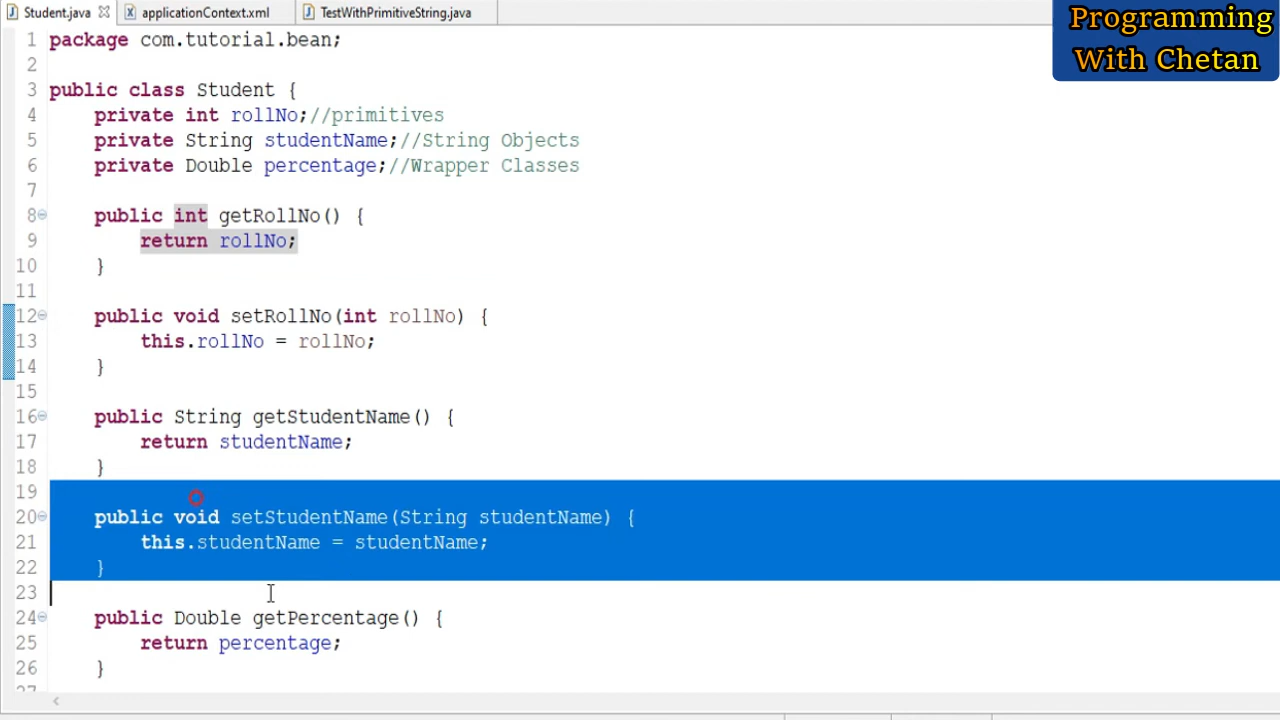 Student.java
applicationContext.xml
TestWithPrimitiveString.java
Programming
With Chetan
1 package com.tutorial.bean;
2
3 public class Student {
4 private int rollNo;//primitives
5 private String studentName;//String Objects
6 private Double percentage;//Wrapper Classes
7
8 public int getRollNo() {
9 return rollNo;
10 }
11
12 public void setRollNo(int rollNo) {
13 this.rollNo = rollNo;
14 }
15
16 public String getStudentName() {
17 return studentName;
18 }
19
20 public void setStudentName(String studentName) {
21 this.studentName = studentName;
22 }
23
24 public Double getPercentage() {
25 return percentage;
26 }
27